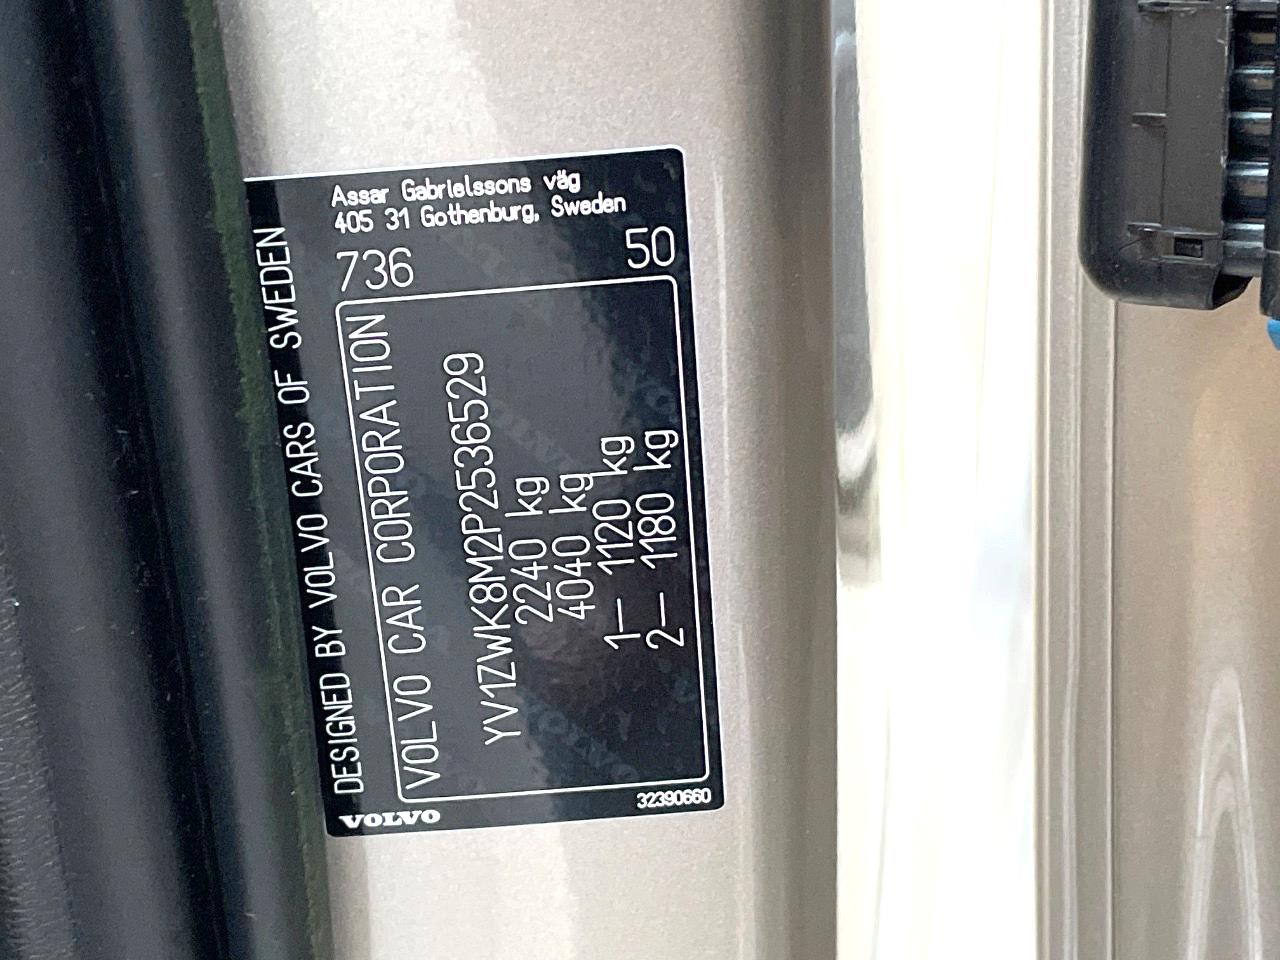 Assar Gabrielssons väg
405 31 Gothenburg, Sweden
736 50
DESIGNED BY VOLVO CARS OF SWEDEN
VOLVO CAR CORPORATION
YV1ZWK8M2P2536529
2240 kg
4040 kg
1— 1120 kg
2— 1180 kg
VOLVO
32390660